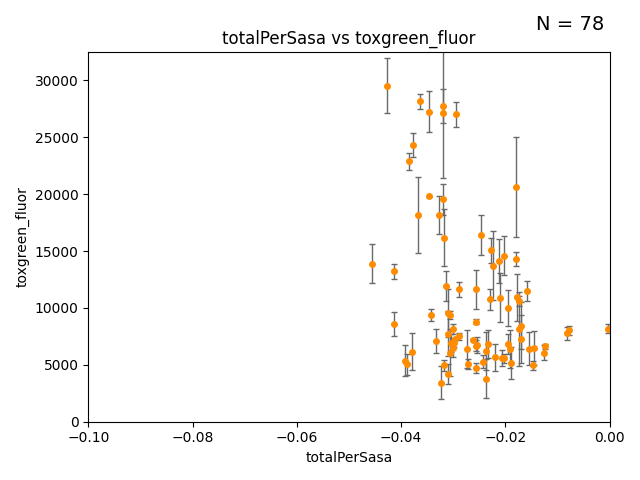 N = 78
totalPerSasa vs toxgreen_fluor
toxgreen_fluor
30000
25000
20000
15000
10000
5000
0
−0.10 −0.08 −0.06 −0.04 −0.02 0.00
totalPerSasa